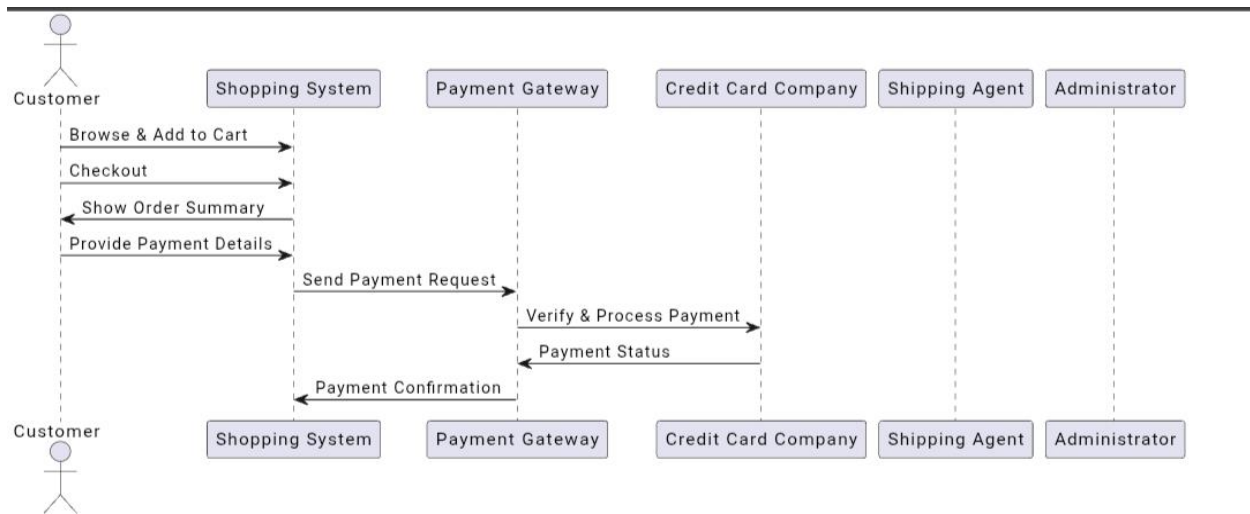 Customer
Shopping System
Payment Gateway
Credit Card Company
Shipping Agent
Administrator
Browse & Add to Cart
Checkout
Show Order Summary
Provide Payment Details
Send Payment Request
Verify & Process Payment
Payment Status
Payment Confirmation
Customer
Shopping System
Payment Gateway
Credit Card Company
Shipping Agent
Administrator